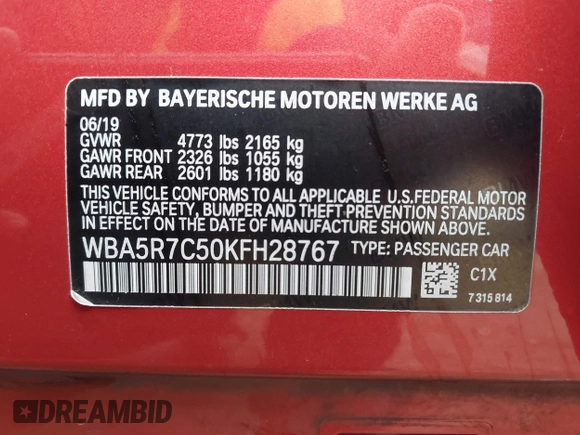 MFD BY BAYERISCHE MOTOREN WERKE AG
06/19
GVWR 4773 lbs 2165 kg
GAWR FRONT 2326 lbs 1055 kg
GAWR REAR 2601 lbs 1180 kg
THIS VEHICLE CONFORMS TO ALL APPLICABLE U.S.FEDERAL MOTOR
VEHICLE SAFETY, BUMPER AND THEFT PREVENTION STANDARDS
IN EFFECT ON THE DATE OF MANUFACTURE SHOWN ABOVE.
WBA5R7C50KFH28767 TYPE: PASSENGER CAR
C1X
7315814
DREAMBID